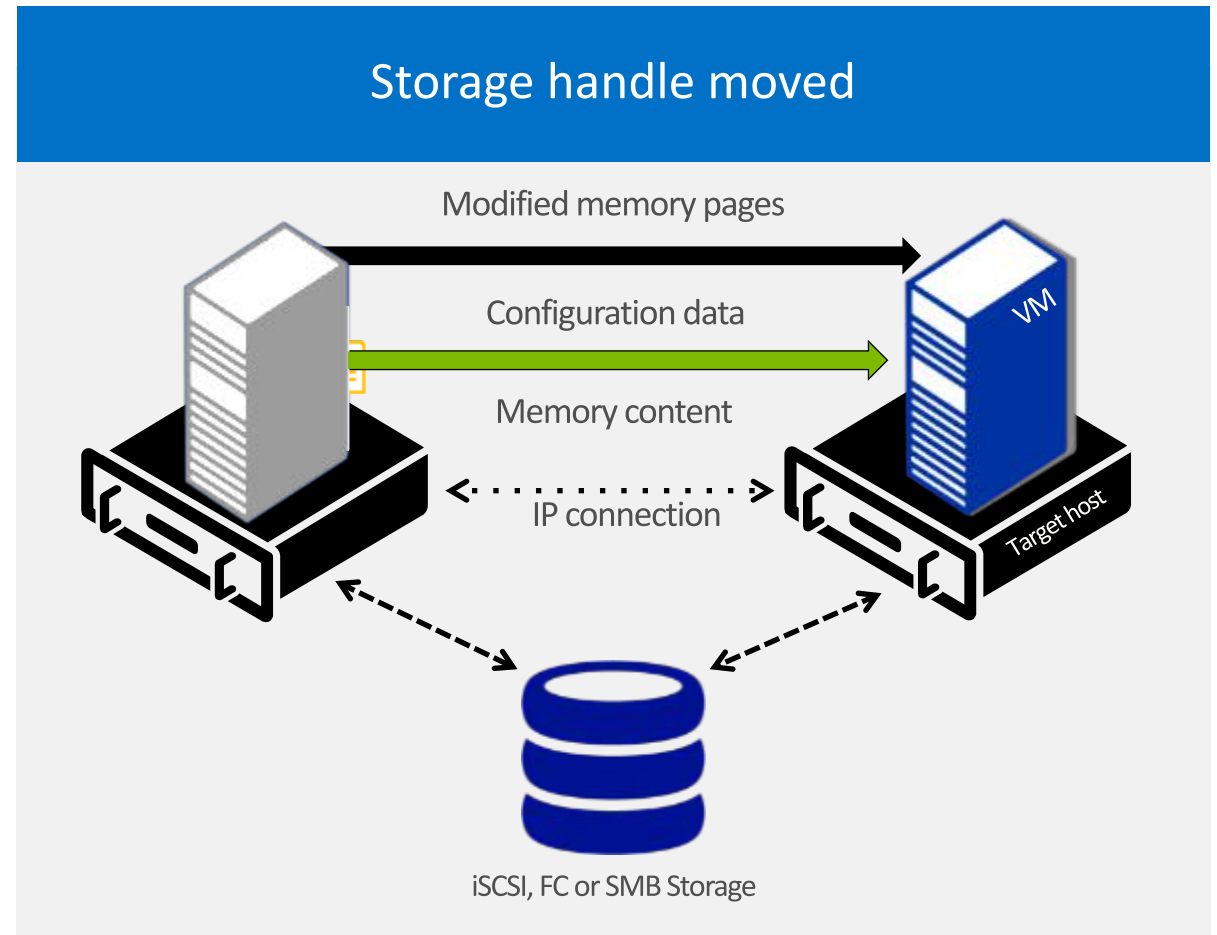 Storage handle moved
Modified memory pages
VM
Configuration data
Memory content
IP connection
Target host
iSCSI, FC or SMB Storage